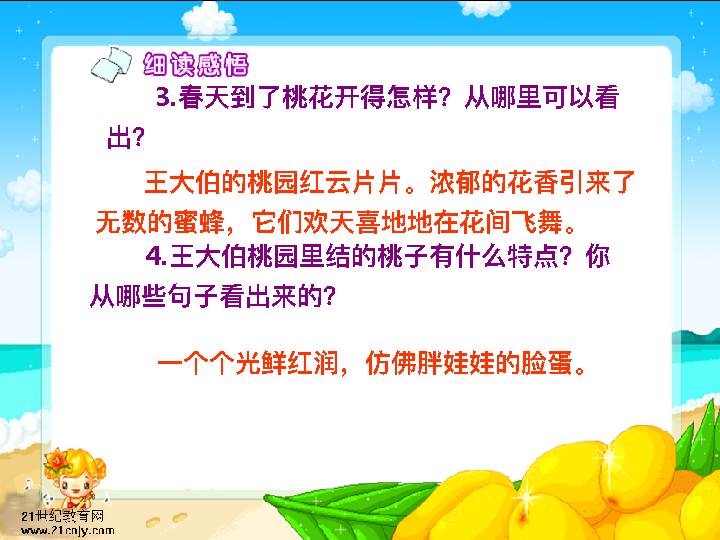 细读感悟
3.春天到了桃花开得怎样？从哪里可以看
出？
王大伯的桃园红云片片。浓郁的花香引来了
无数的蜜蜂，它们欢天喜地地在花间飞舞。
4.王大伯桃园里结的桃子有什么特点？你
从哪些句子看出来的？
一个个光鲜红润，仿佛胖娃娃的脸蛋。
21世纪教育网
www.21cnjy.com